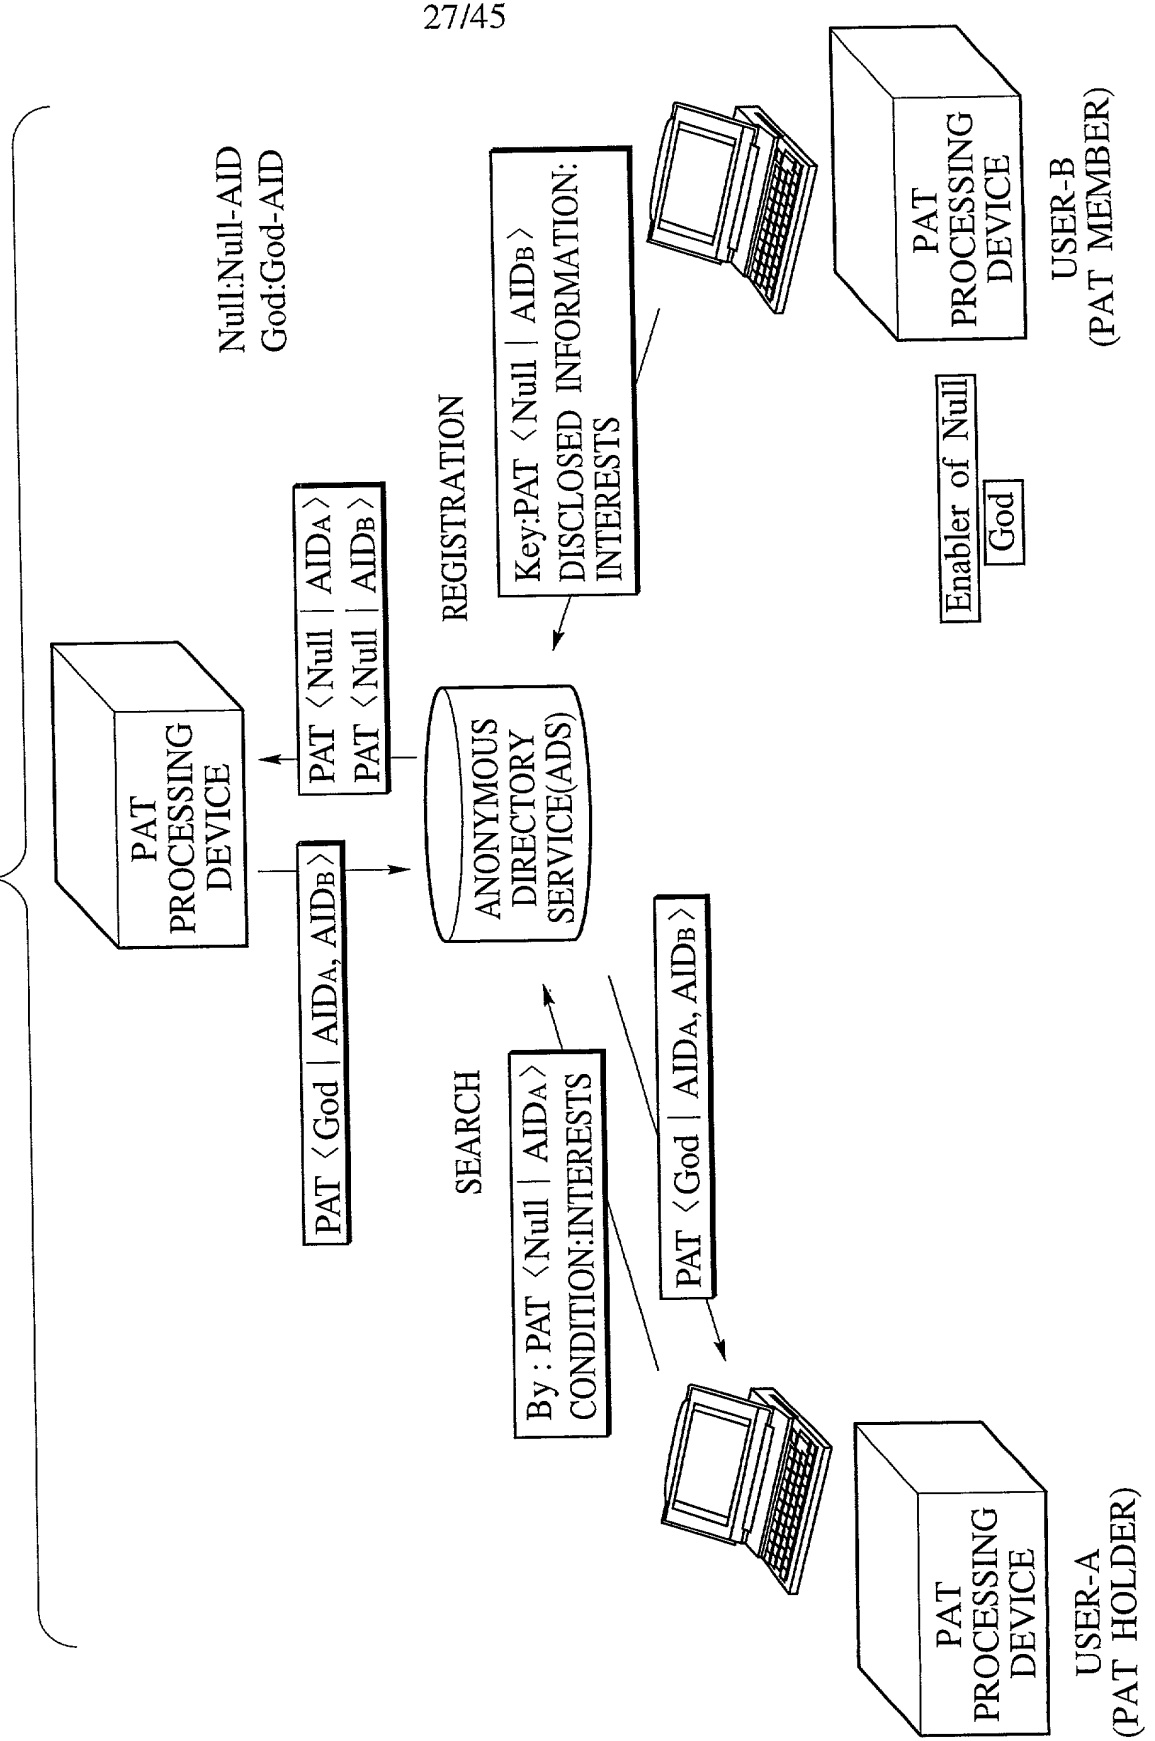 27/45
Null:Null-AID
God:God-AID
PAT
PROCESSING
DEVICE
PAT〈God | AIDA, AIDB〉
PAT〈Null | AIDA〉
PAT〈Null | AIDB〉
SEARCH
REGISTRATION
By : PAT〈Null | AIDA〉
CONDITION:INTERESTS
ANONYMOUS
DIRECTORY
SERVICE(ADS)
Key:PAT〈Null | AIDB〉
DISCLOSED INFORMATION:
INTERESTS
PAT〈God | AIDA, AIDB〉
PAT
PROCESSING
DEVICE
USER-A
(PAT HOLDER)
Enabler of Null
God
PAT
PROCESSING
DEVICE
USER-B
(PAT MEMBER)